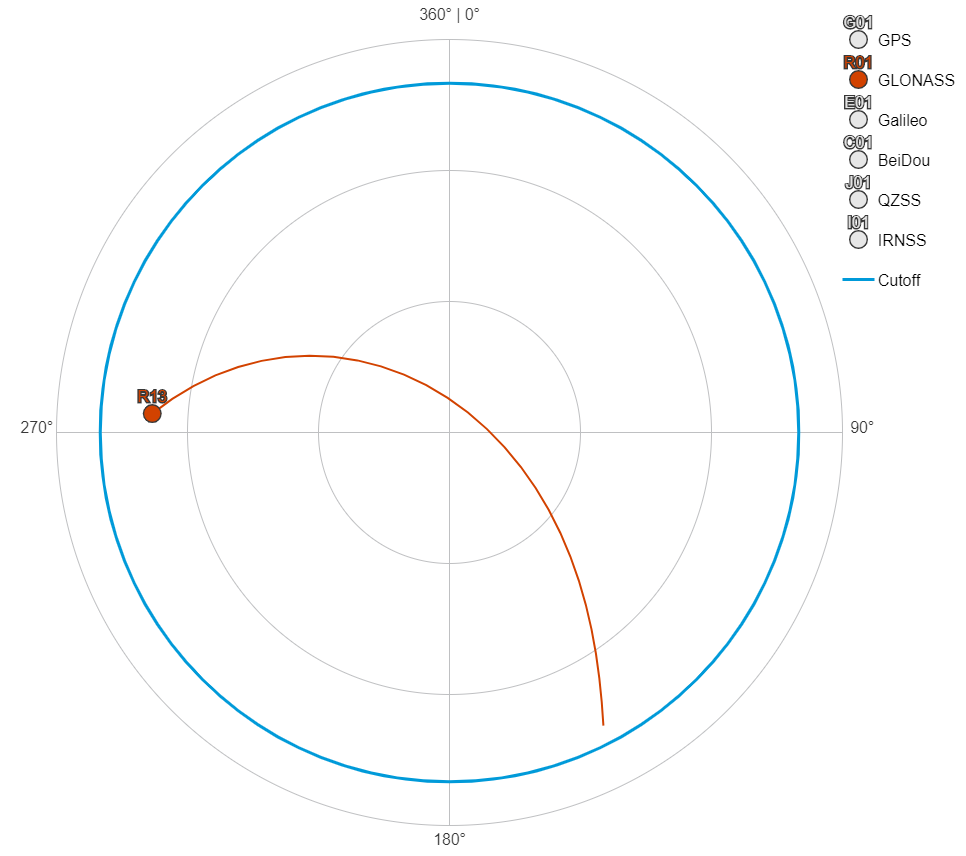 360° | 0°
G01
GPS
R01
GLONASS
E01
Galileo
C01
BeiDou
J01
QZSS
I01
IRNSS
Cutoff
R13
270°
90°
180°